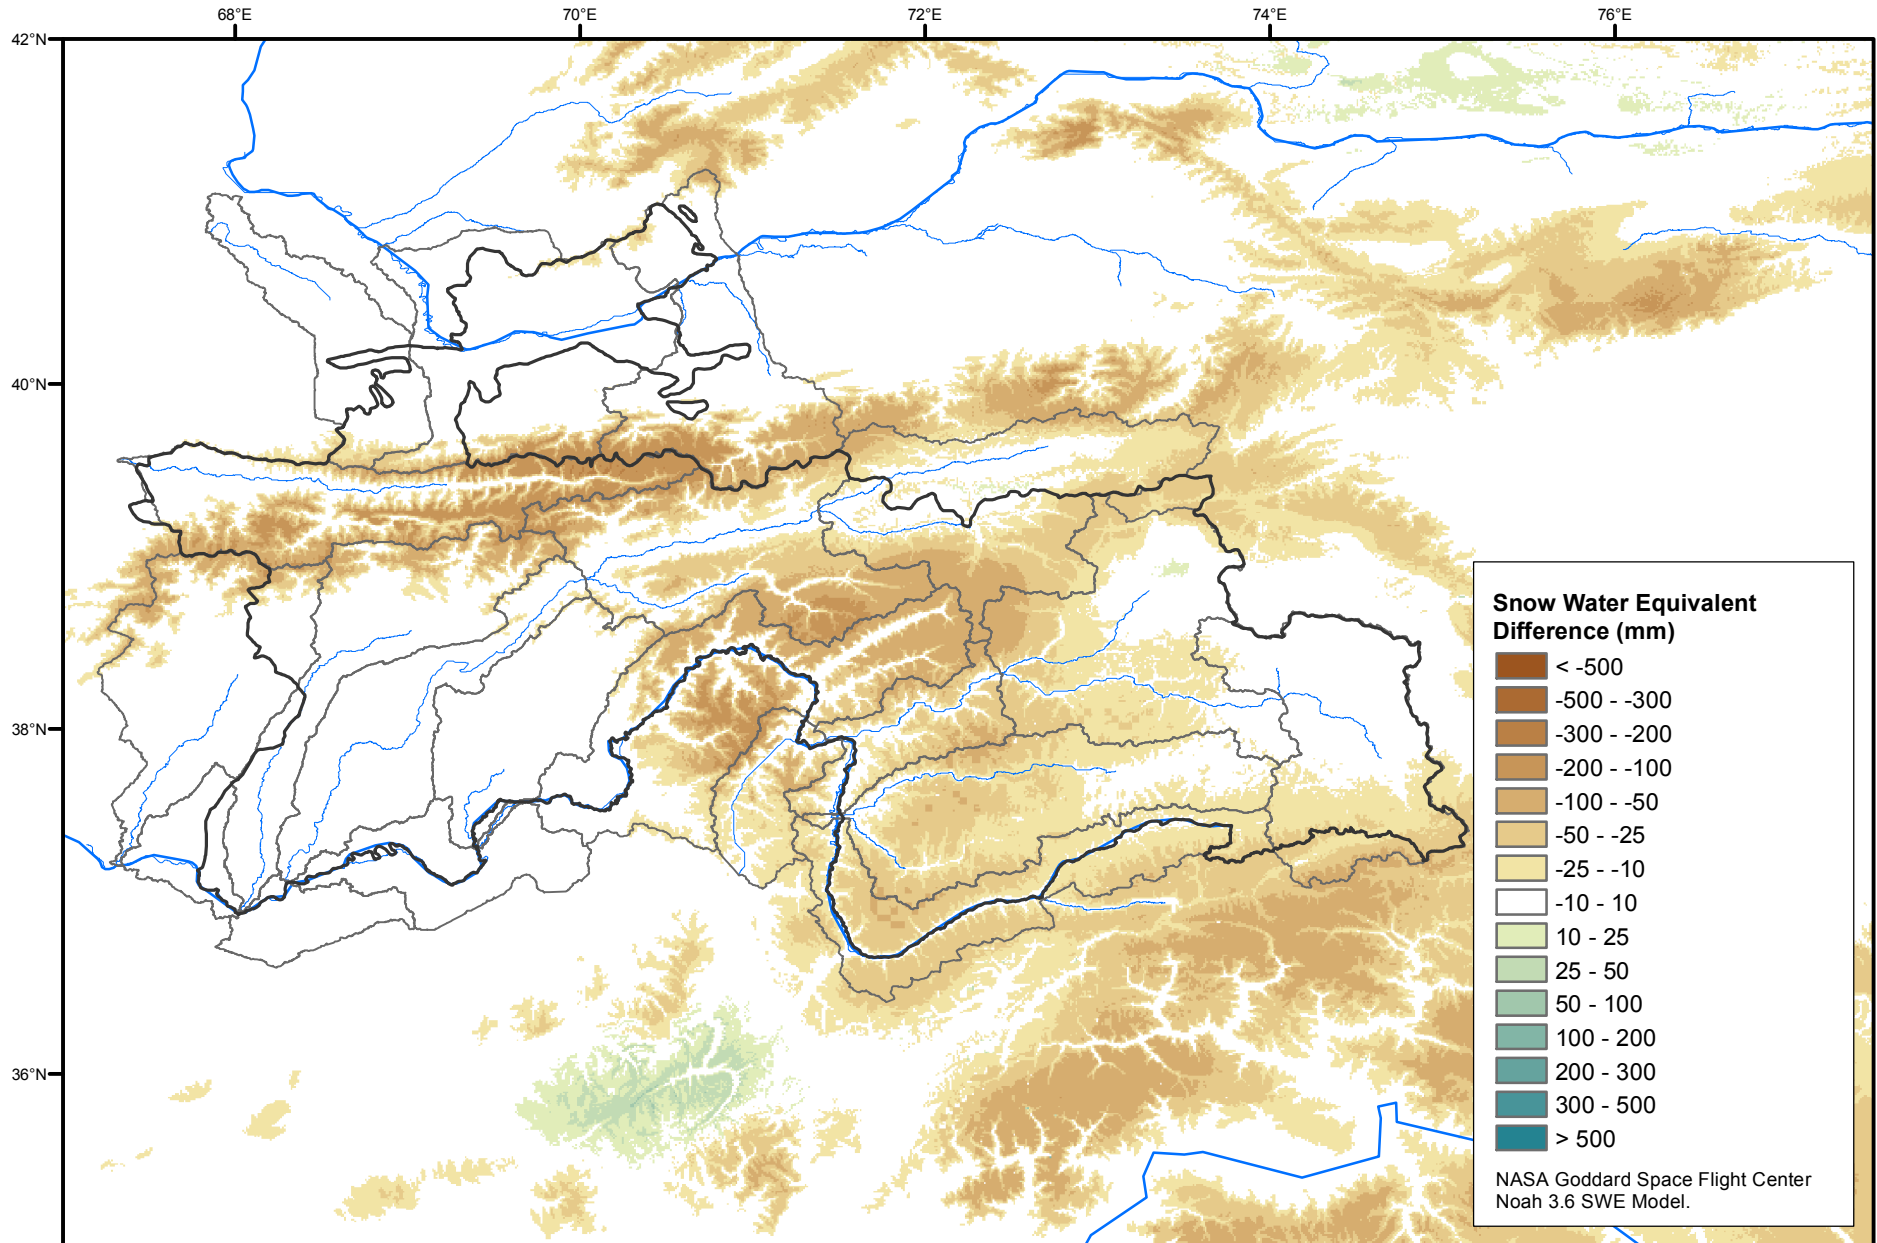 68°E 70°E 72°E 74°E 76°E
42°N
40°N
38°N
36°N
Snow Water Equivalent
Difference (mm)
< -500
-500 - -300
-300 - -200
-200 - -100
-100 - -50
-50 - -25
-25 - -10
-10 - 10
10 - 25
25 - 50
50 - 100
100 - 200
200 - 300
300 - 500
> 500
NASA Goddard Space Flight Center
Noah 3.6 SWE Model.